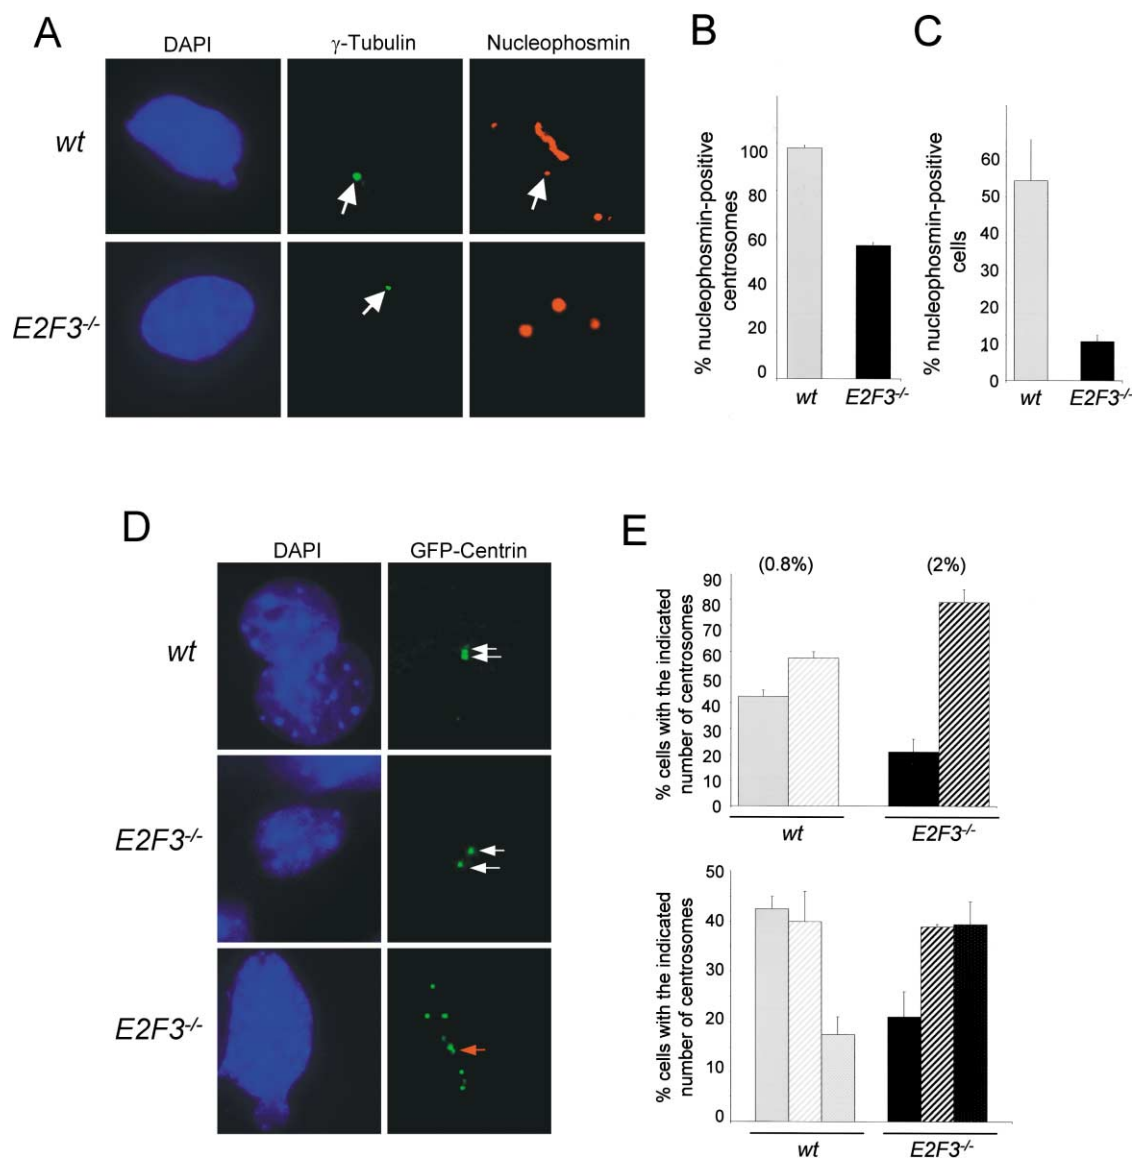 A
DAPI
γ-Tubulin
Nucleophosmin
wt
E2F3-/-
B
% nucleophosmin-positive
centrosomes
100
80
60
40
20
0
wt
E2F3-/-
C
% nucleophosmin-positive
cells
60
50
40
30
20
10
0
wt
E2F3-/-
D
DAPI
GFP-Centrin
wt
E2F3-/-
E2F3-/-
E
(0.8%)
(2%)
% cells with the indicated
number of centrosomes
90
80
70
60
50
40
30
20
10
0
wt
E2F3-/-
% cells with the indicated
number of centrosomes
50
40
30
20
10
0
wt
E2F3-/-